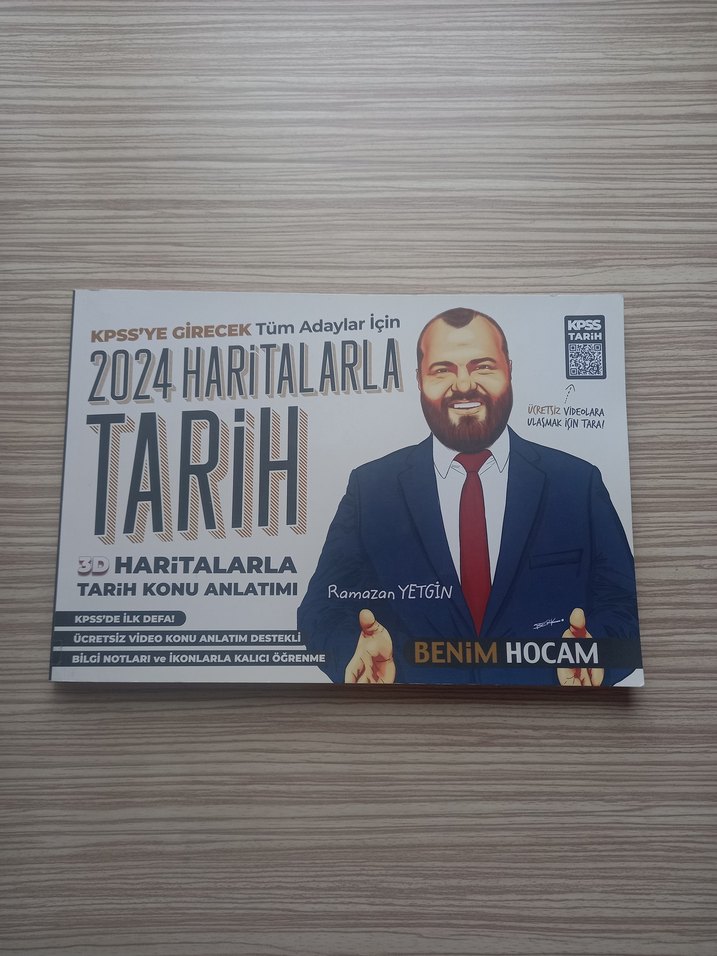 KPSS'YE GİRECEK Tüm Adaylar İçin
2024 HARİTALARLA
TARİH
3D HARİTALARLA
TARİH KONU ANLATIMI
KPSS'DE İLK DEFA!
ÜCRETSİZ VİDEO KONU ANLATIM DESTEKLİ
BİLGİ NOTLARI ve İKONLARLA KALICI ÖĞRENME
KPSS
TARİH
ÜCRETSİZ VİDEOLARA
ULAŞMAK İÇİN TARA!
Ramazan YETGİN
BENİM HOCAM